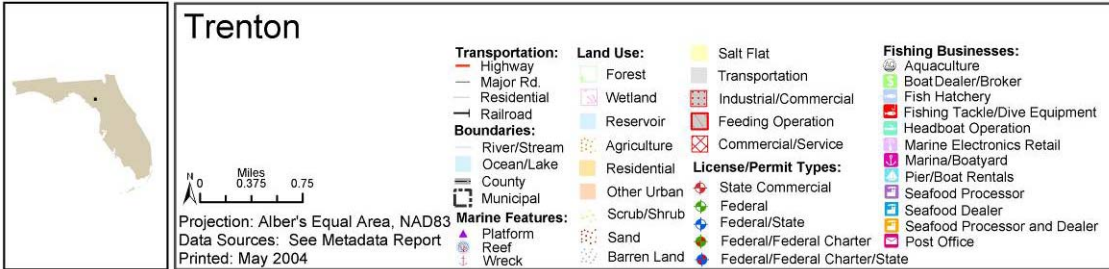 Trenton
N
Miles
0 0.375 0.75
Projection: Alber's Equal Area, NAD83
Data Sources: See Metadata Report
Printed: May 2004
Transportation:
Highway
Major Rd.
Residential
Railroad
Boundaries:
River/Stream
Ocean/Lake
County
Municipal
Marine Features:
Platform
Reef
Wreck
Land Use:
Forest
Wetland
Reservoir
Agriculture
Residential
Other Urban
Scrub/Shrub
Sand
Barren Land
Salt Flat
Transportation
Industrial/Commercial
Feeding Operation
Commercial/Service
License/Permit Types:
State Commercial
Federal
Federal/State
Federal/Federal Charter
Federal/Federal Charter/State
Fishing Businesses:
Aquaculture
BoatDealer/Broker
Fish Hatchery
Fishing Tackle/Dive Equipment
Headboat Operation
Marine Electronics Retail
Marina/Boatyard
Pier/Boat Rentals
Seafood Processor
Seafood Dealer
Seafood Processor and Dealer
Post Office